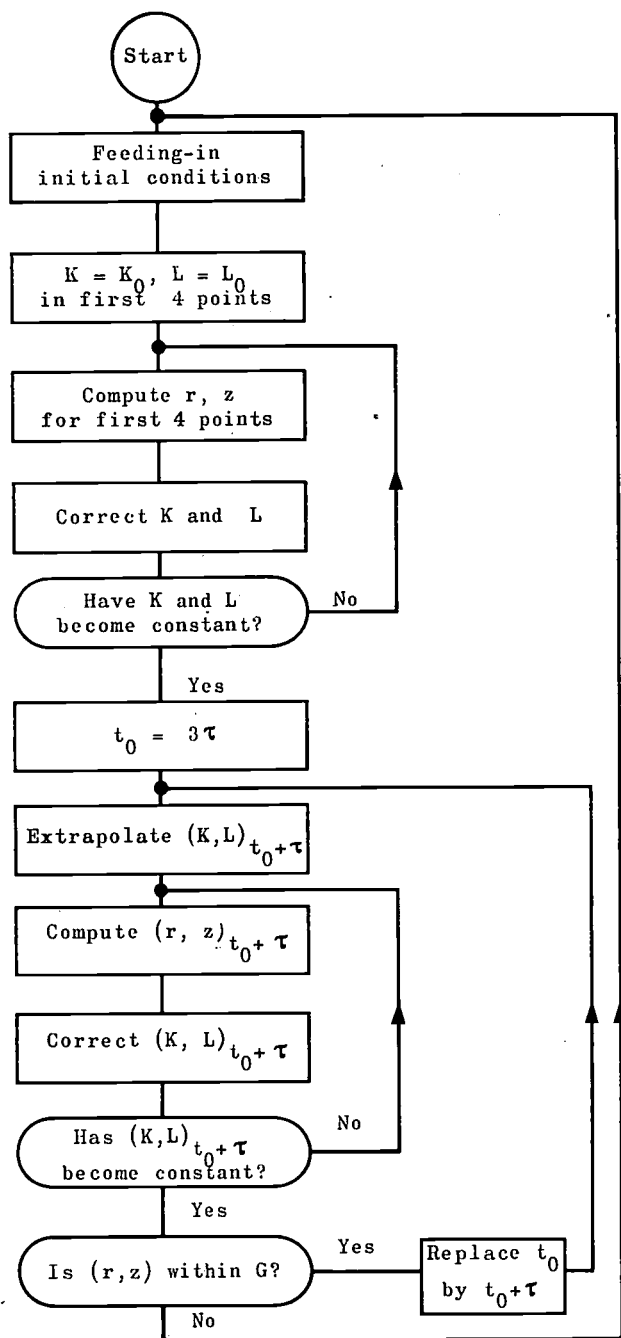 Start
Feeding-in
initial conditions
K = K₀, L = L₀
in first 4 points
Compute r, z
for first 4 points
Correct K and L
Have K and L
become constant?
No
Yes
t₀ = 3τ
Extrapolate (K,L)t₀+τ
Compute (r, z)t₀+τ
Correct (K, L)t₀+τ
Has (K,L)t₀+τ
become constant?
No
Yes
Is (r,z) within G?
Yes
Replace t₀
by t₀+τ
No